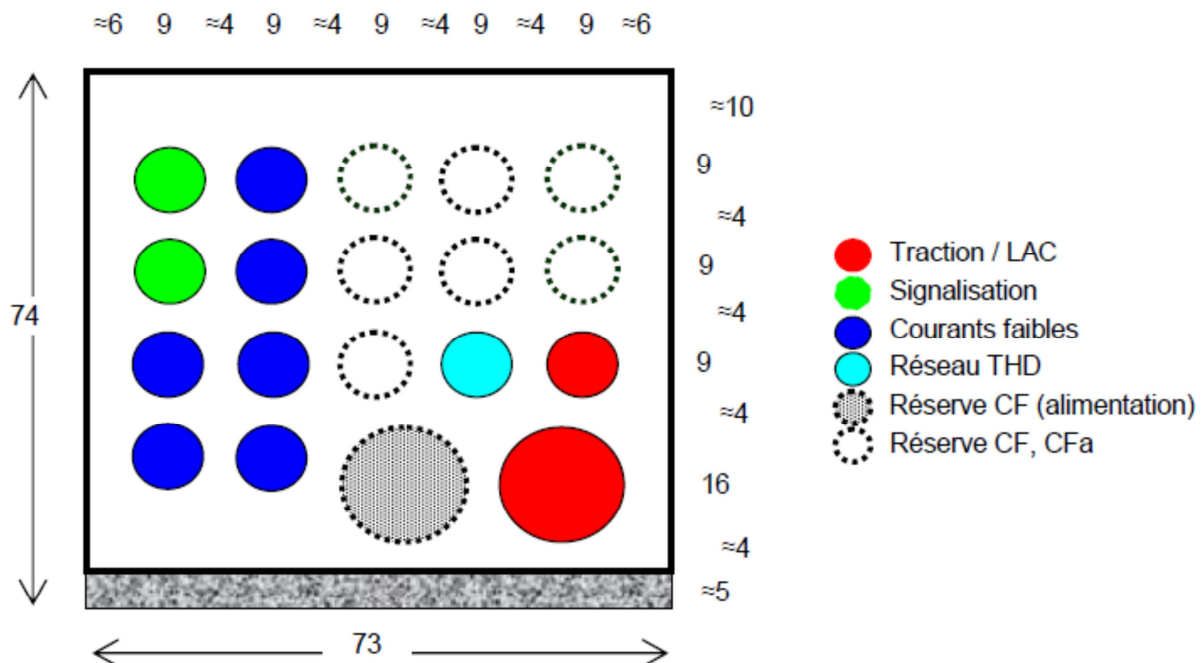 ≈6 9 ≈4 9 ≈4 9 ≈4 9 ≈4 9 ≈6
≈10
9
≈4
9
≈4
9
≈4
16
≈4
≈5
74
73
Traction / LAC
Signalisation
Courants faibles
Réseau THD
Réserve CF (alimentation)
Réserve CF, CFa